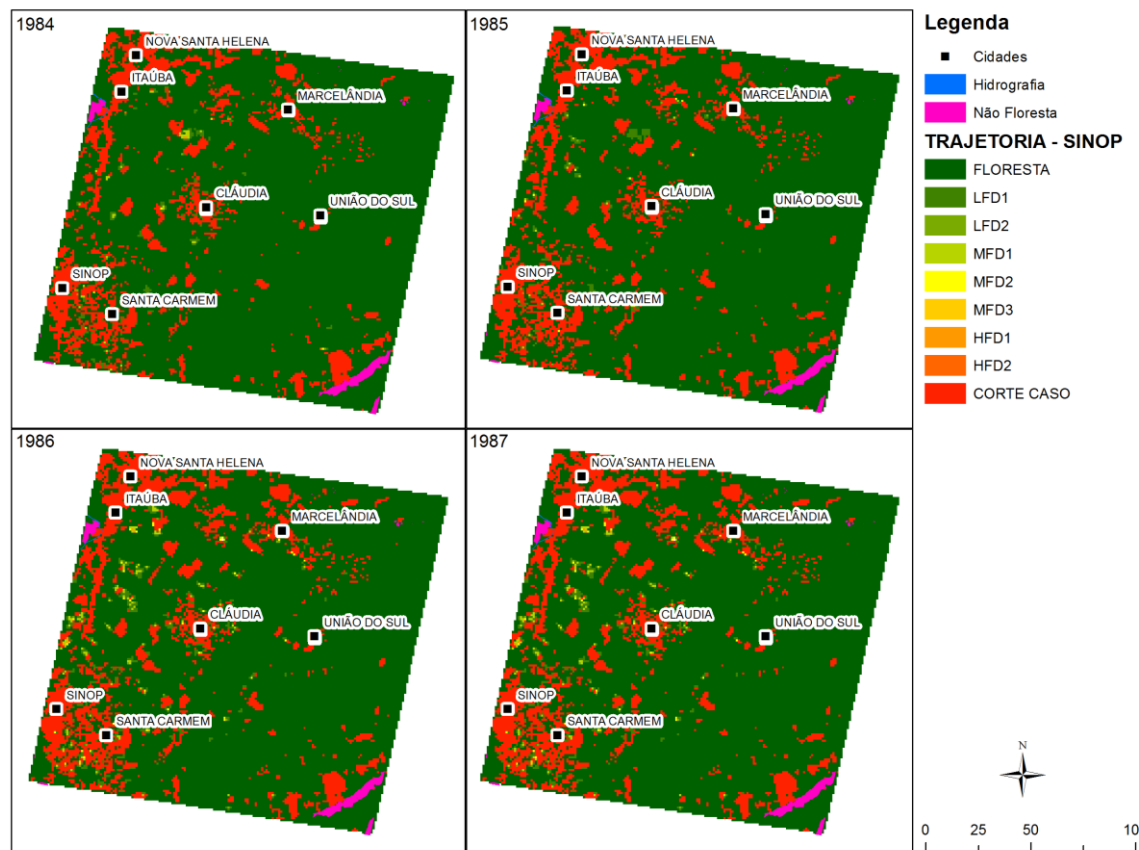 1984
NOVA SANTA HELENA
ITAÚBA
MARCELÂNDIA
CLÁUDIA
UNIÃO DO SUL
SINOP
SANTA CARMEM
1985
NOVA SANTA HELENA
ITAÚBA
MARCELÂNDIA
CLÁUDIA
UNIÃO DO SUL
SINOP
SANTA CARMEM
1986
NOVA SANTA HELENA
ITAÚBA
MARCELÂNDIA
CLÁUDIA
UNIÃO DO SUL
SINOP
SANTA CARMEM
1987
NOVA SANTA HELENA
ITAÚBA
MARCELÂNDIA
CLÁUDIA
UNIÃO DO SUL
SINOP
SANTA CARMEM
Legenda
Cidades
Hidrografia
Não Floresta
TRAJETORIA - SINOP
FLORESTA
LFD1
LFD2
MFD1
MFD2
MFD3
HFD1
HFD2
CORTE CASO
N
0 25 50 10